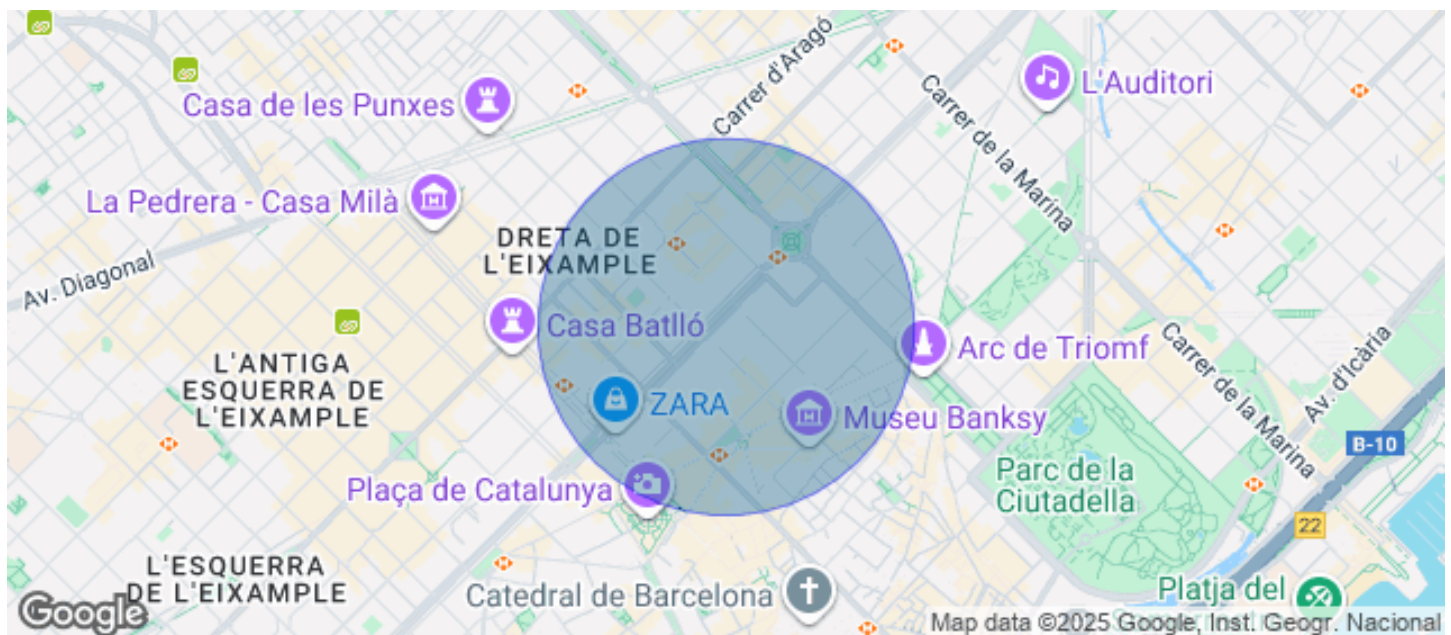 Carrer d'Aragó
L'Auditori
Casa de les Punxes
Carrer de la Marina
La Pedrera - Casa Milà
DRETA DE
L'EIXAMPLE
Av. Diagonal
Casa Batlló
Arc de Triomf
L'ANTIGA
ESQUERRA DE
L'EIXAMPLE
Av. d'Icària
Carrer de la Marina
ZARA
Museu Banksy
B-10
Parc de la
Ciutadella
Plaça de Catalunya
22
L'ESQUERRA
DE L'EIXAMPLE
Catedral de Barcelona
Platja del
Google
Map data ©2025 Google, Inst. Geogr. Nacional